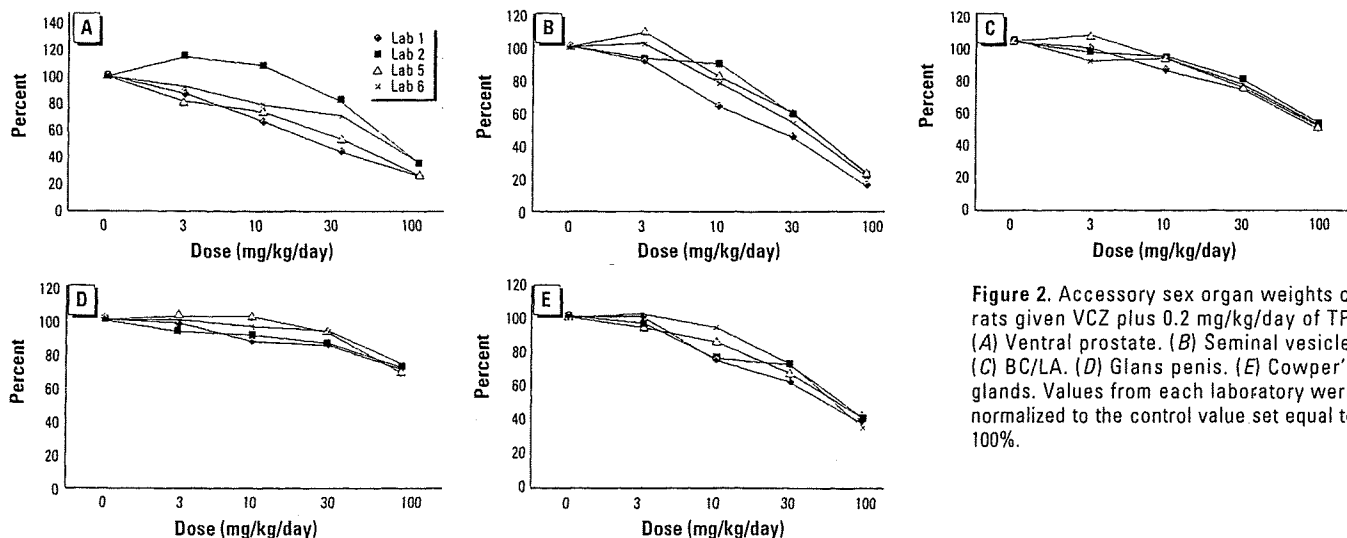 A
Percent
140
120
100
80
60
40
20
0
0 3 10 30 100
Dose (mg/kg/day)
Lab 1
Lab 2
Lab 5
Lab 6
B
Percent
120
100
80
60
40
20
0
0 3 10 30 100
Dose (mg/kg/day)
C
Percent
120
100
80
60
40
20
0
0 3 10 30 100
Dose (mg/kg/day)
D
Percent
120
100
80
60
40
20
0
0 3 10 30 100
Dose (mg/kg/day)
E
Percent
120
100
80
60
40
20
0
0 3 10 30 100
Dose (mg/kg/day)
Figure 2. Accessory sex organ weights
rats given VCZ plus 0.2 mg/kg/day of TP
(A) Ventral prostate. (B) Seminal vesicle
(C) BC/LA. (D) Glans penis. (E) Cowper'
glands. Values from each laboratory wer
normalized to the control value set equal t
100%.